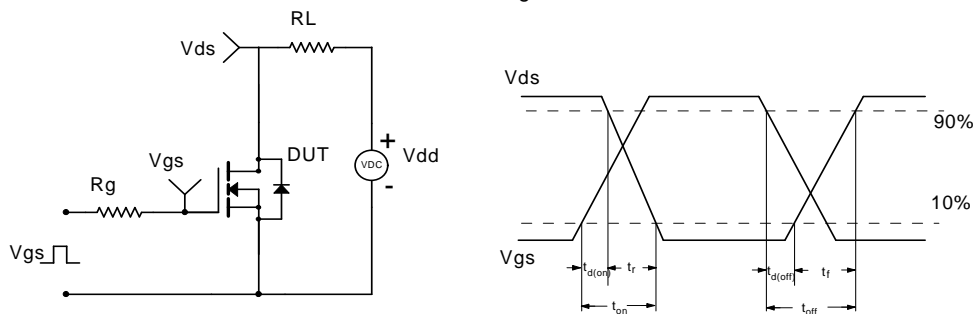 g
RL
Vds
Vgs
DUT
VDC
+
-
Vdd
Rg
Vgs
Vds
90%
10%
Vgs
td(on)
tr
td(off)
tf
ton
toff